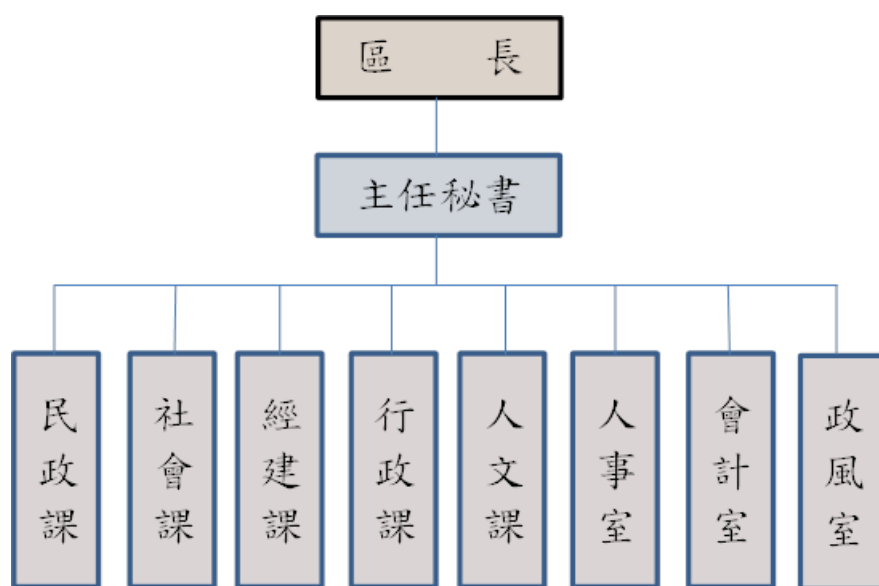 區 長
主任秘書
民政課
社會課
經建課
行政課
人文課
人事室
會計室
政風室